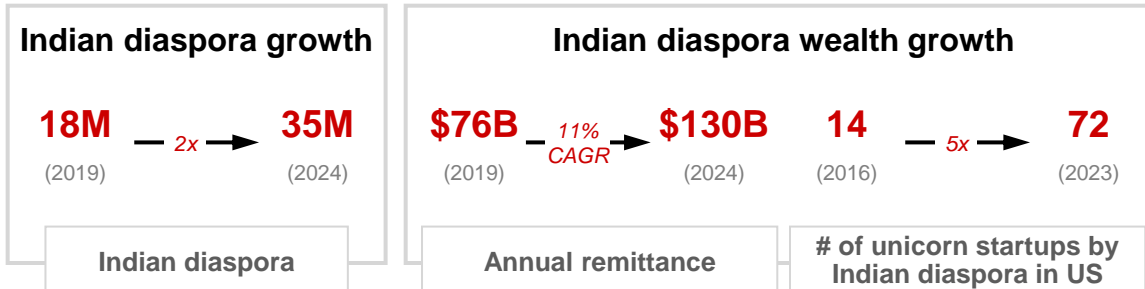 Indian diaspora growth
18M
2x
35M
(2019)
(2024)
Indian diaspora
Indian diaspora wealth growth
$76B
11%
CAGR
$130B
(2019)
(2024)
Annual remittance
14
5x
72
(2016)
(2023)
# of unicorn startups by
Indian diaspora in US